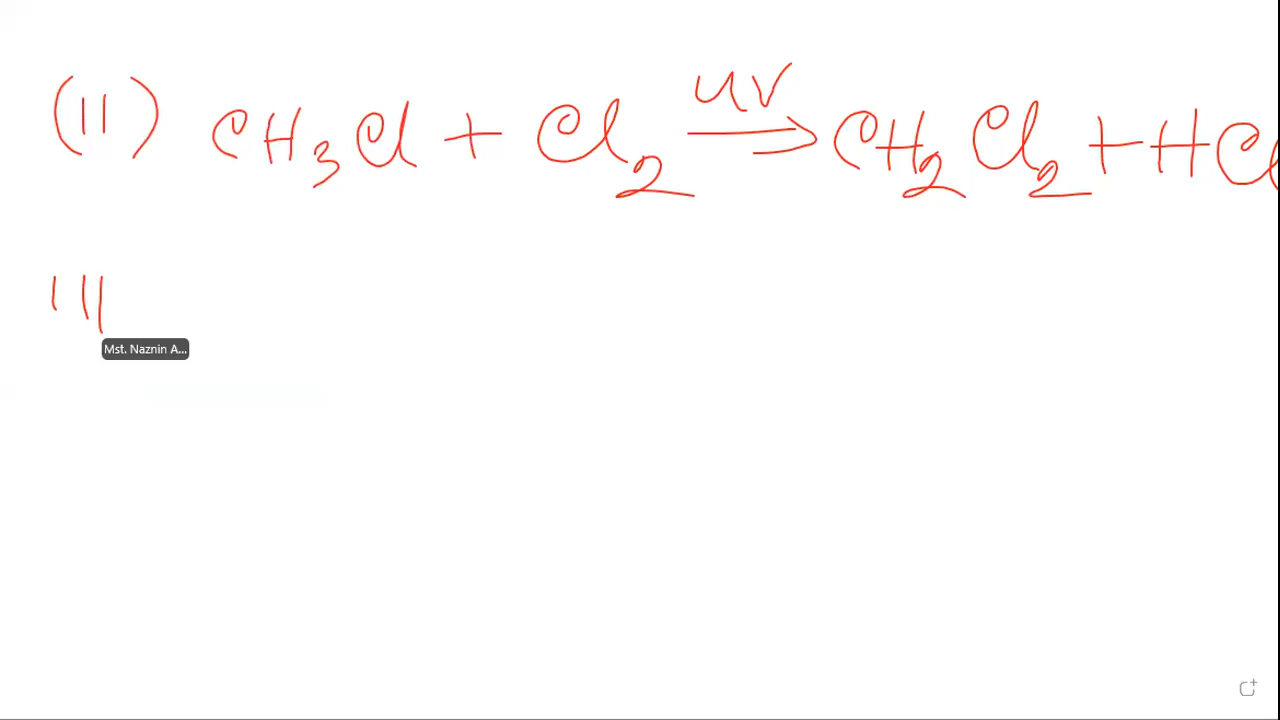 (II) CH₃Cl + Cl₂ UV → CH₂Cl₂ + HCl
III
Mst. Naznin A...